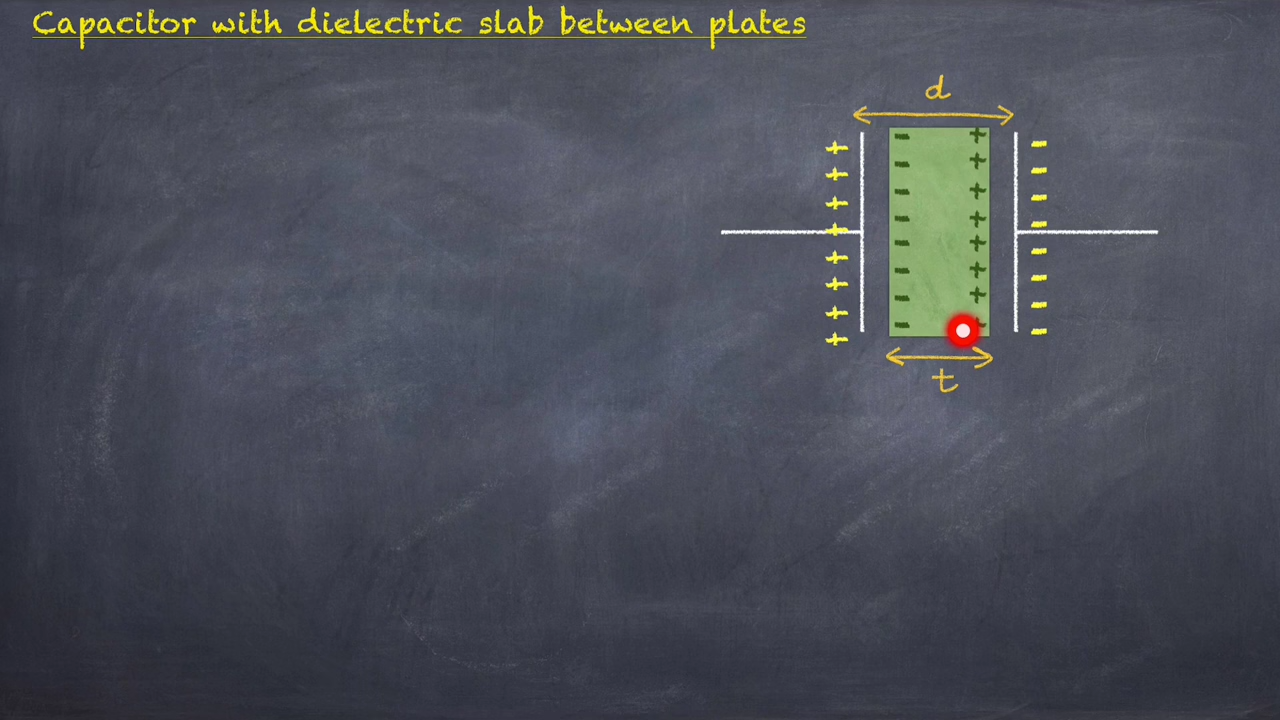 Capacitor with dielectric slab between plates
d
+ - + -
+ - + -
+ - + -
+ - + -
+ - + -
+ - + -
+ - + -
+ - + -
t